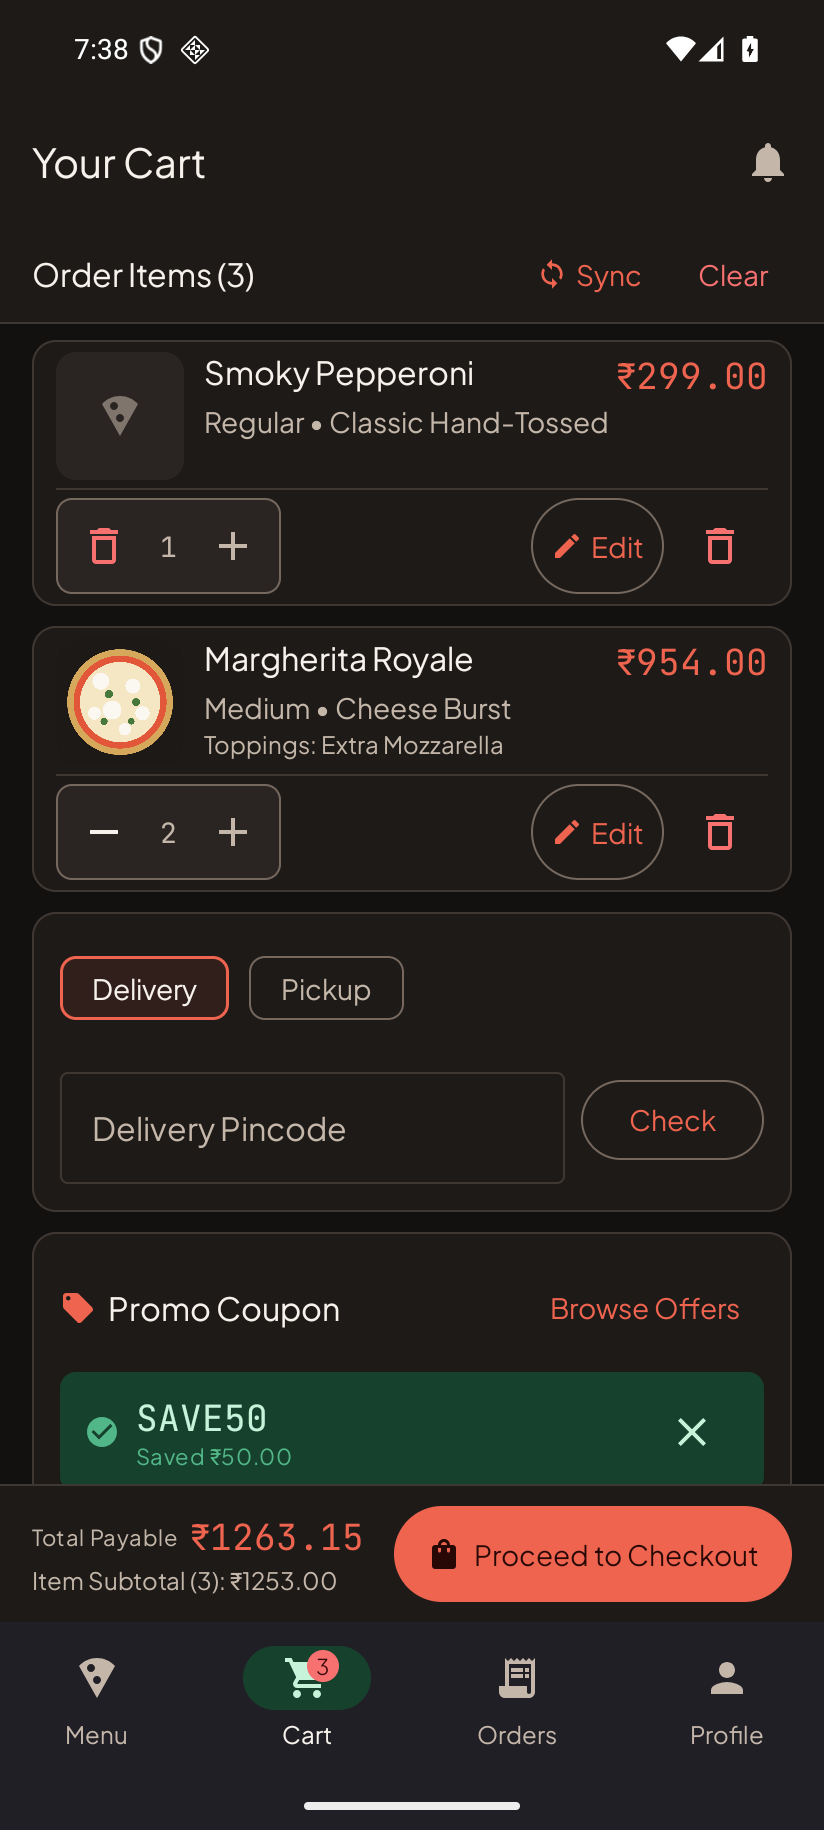 7:38
Your Cart
Order Items (3) Sync Clear
Smoky Pepperoni ₹299.00
Regular • Classic Hand-Tossed
1 Edit
Margherita Royale ₹954.00
Medium • Cheese Burst
Toppings: Extra Mozzarella
2 Edit
Delivery Pickup
Delivery Pincode Check
Promo Coupon Browse Offers
SAVE50
Saved ₹50.00
Total Payable ₹1263.15
Item Subtotal (3): ₹1253.00
Proceed to Checkout
3
Menu Cart Orders Profile